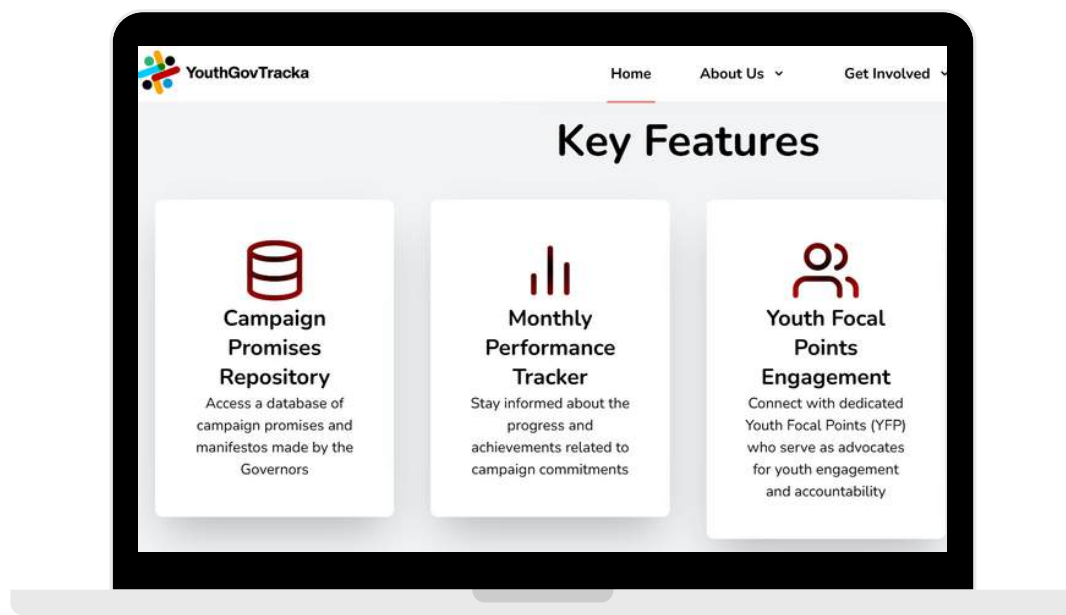 YouthGovTracka
Home
About Us
Get Involved
Key Features
Campaign
Promises
Repository
Access a database of
campaign promises and
manifestos made by the
Governors
Monthly
Performance
Tracker
Stay informed about the
progress and
achievements related to
campaign commitments
Youth Focal
Points
Engagement
Connect with dedicated
Youth Focal Points (YFP)
who serve as advocates
for youth engagement
and accountability